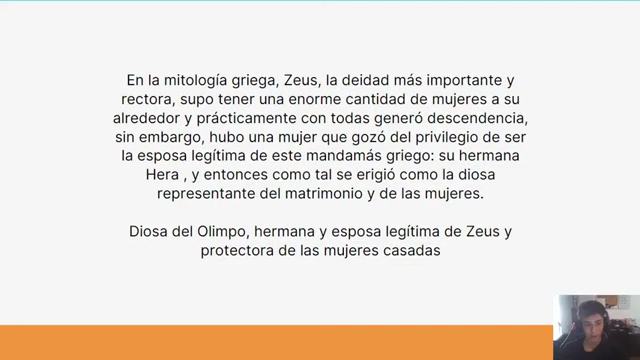 En la mitología griega, Zeus, la deidad más importante y
rectora, supo tener una enorme cantidad de mujeres a su
alrededor y prácticamente con todas generó descendencia,
sin embargo, hubo una mujer que gozó del privilegio de ser
la esposa legítima de este mandamás griego: su hermana
Hera , y entonces como tal se erigió como la diosa
representante del matrimonio y de las mujeres.
Diosa del Olimpo, hermana y esposa legítima de Zeus y
protectora de las mujeres casadas